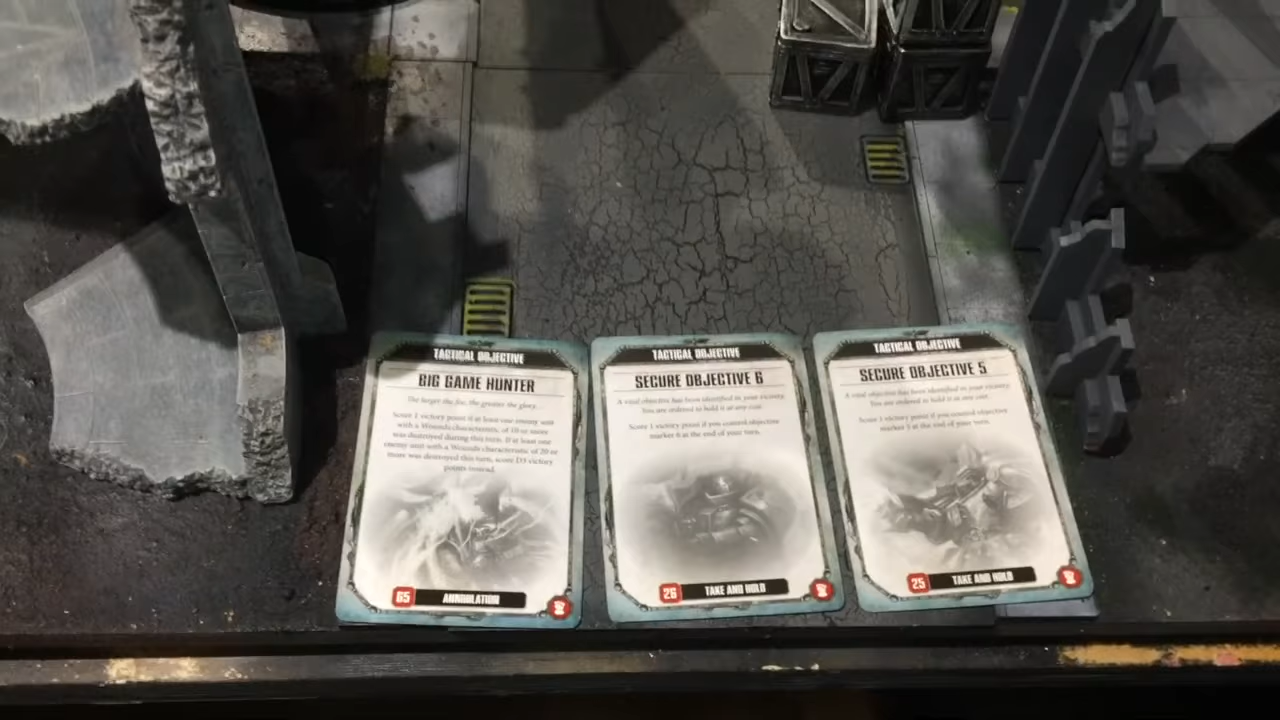 TACTICAL OBJECTIVE
BIG GAME HUNTER
The larger the foe, the greater the glory.
Score 1 victory point if at least one enemy unit
with a Wounds characteristic of 10 or more
was destroyed during this turn. If at least one
enemy unit with a Wounds characteristic of 20 or
more was destroyed this turn, score D3 victory
points instead.
65
ANNIHILATION
TACTICAL OBJECTIVE
SECURE OBJECTIVE 6
A vital objective has been identified in your vicinity.
You are ordered to hold it at any cost.
Score 1 victory point if you control objective
marker 6 at the end of your turn.
26
TAKE AND HOLD
TACTICAL OBJECTIVE
SECURE OBJECTIVE 5
A vital objective has been identified in your vicinity.
You are ordered to hold it at any cost.
Score 1 victory point if you control objective
marker 5 at the end of your turn.
25
TAKE AND HOLD